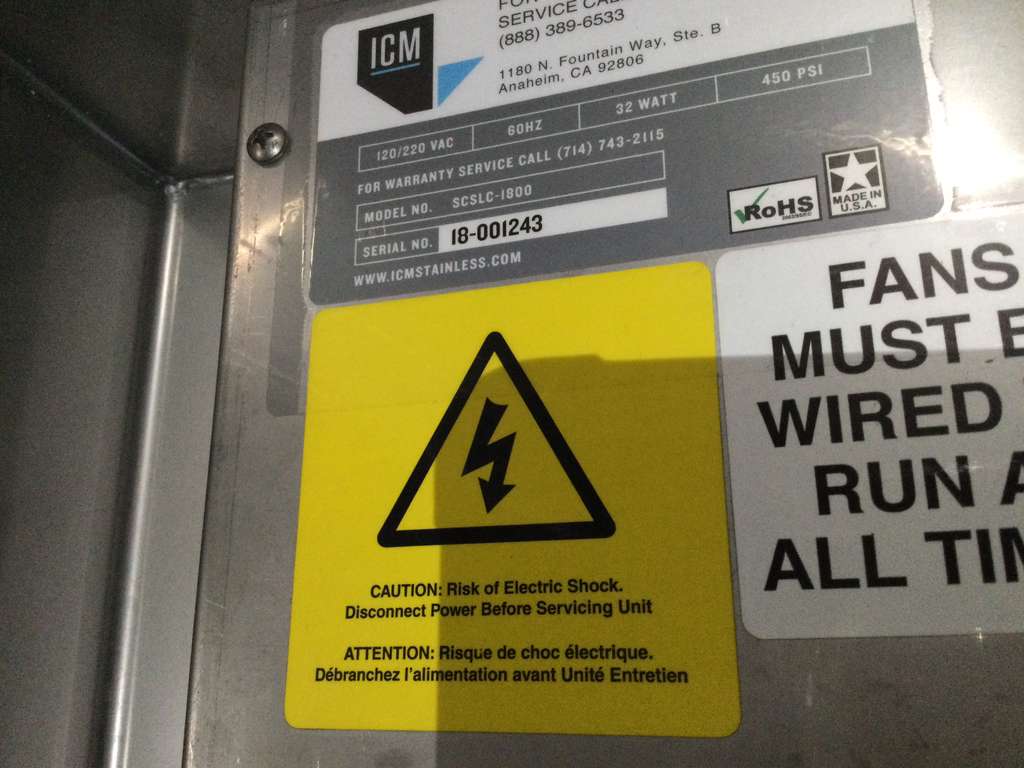 ICM
SERVICE CAL
(888) 389-6533
1180 N. Fountain Way, Ste. B
Anaheim, CA 92806
120/220 VAC 60HZ 32 WATT 450 PSI
FOR WARRANTY SERVICE CALL (714) 743-2115
MODEL NO. SCSLC-1800
SERIAL NO. 18-001243
WWW.ICMSTAINLESS.COM
RoHS
MADE IN
U.S.A.
FANS
MUST
WIRED
RUN A
ALL TI
CAUTION: Risk of Electric Shock.
Disconnect Power Before Servicing Unit
ATTENTION: Risque de choc électrique.
Débranchez l'alimentation avant Unité Entretien